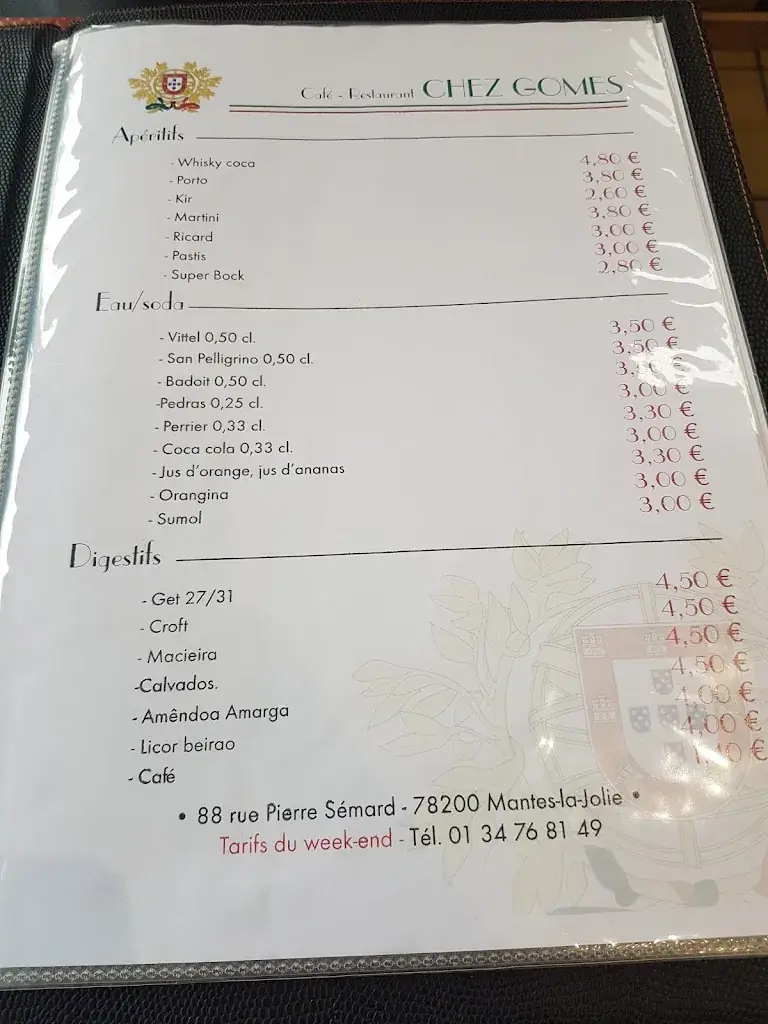 Café - Restaurant CHEZ GOMES
Apéritifs
- Whisky coca 4,80 €
- Porto 3,80 €
- Kir 2,60 €
- Martini 3,80 €
- Ricard 3,00 €
- Pastis 3,00 €
- Super Bock 2,80 €
Eau/soda
- Vittel 0,50 cl. 3,50 €
- San Pelligrino 0,50 cl. 3,50 €
- Badoit 0,50 cl. €
-Pedras 0,25 cl. 3,00 €
- Perrier 0,33 cl. 3,30 €
- Coca cola 0,33 cl. 3,00 €
- Jus d'orange, jus d'ananas 3,30 €
- Orangina 3,00 €
- Sumol 3,00 €
Digestifs
- Get 27/31 4,50 €
- Croft 4,50 €
- Macieira 4,50 €
-Calvados. 4,50 €
- Amêndoa Amarga 4,00 €
- Licor beirao 4,00 €
- Café 1,40 €
• 88 rue Pierre Sémard - 78200 Mantes-la-Jolie •
Tarifs du week-end - Tél. 01 34 76 81 49